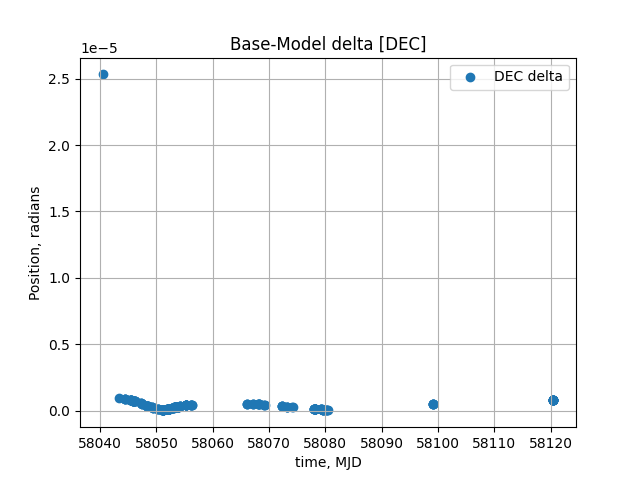 Base-Model delta [DEC]
1e−5
DEC delta
2.5
2.0
1.5
1.0
0.5
0.0
Position, radians
58040 58050 58060 58070 58080 58090 58100 58110 58120
time, MJD